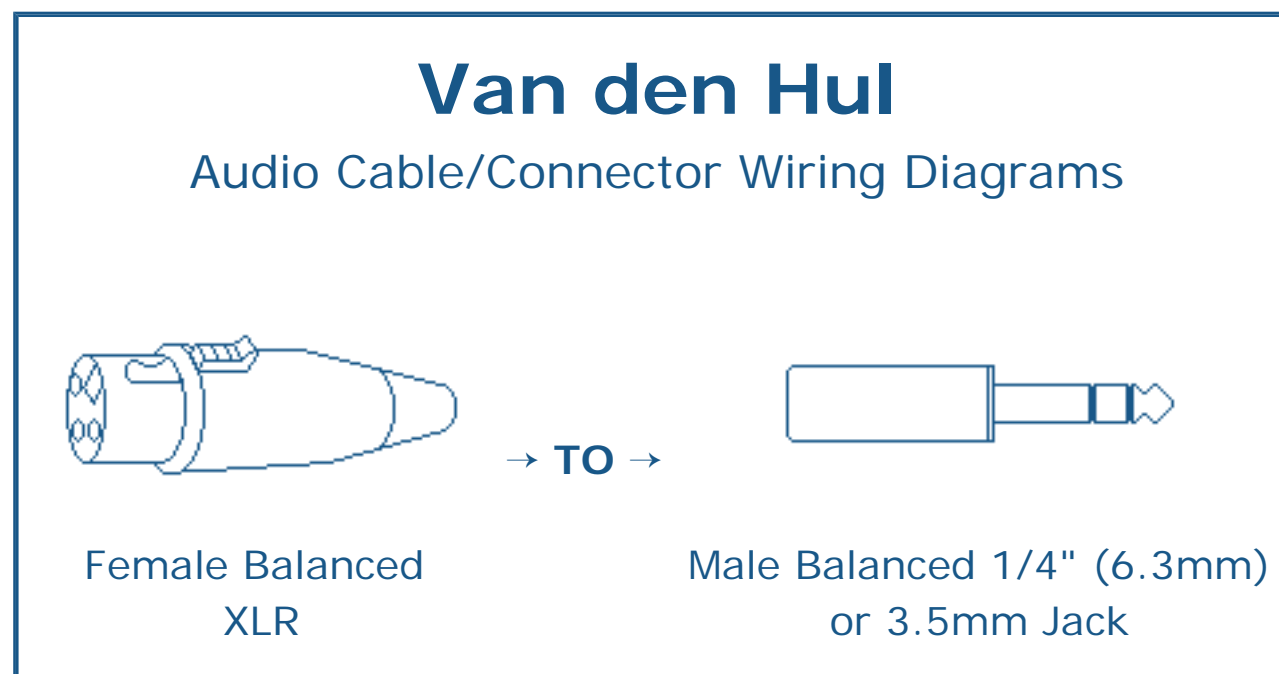 Van den Hul
Audio Cable/Connector Wiring Diagrams
→ TO →
Female Balanced
XLR
Male Balanced 1/4" (6.3mm)
or 3.5mm Jack